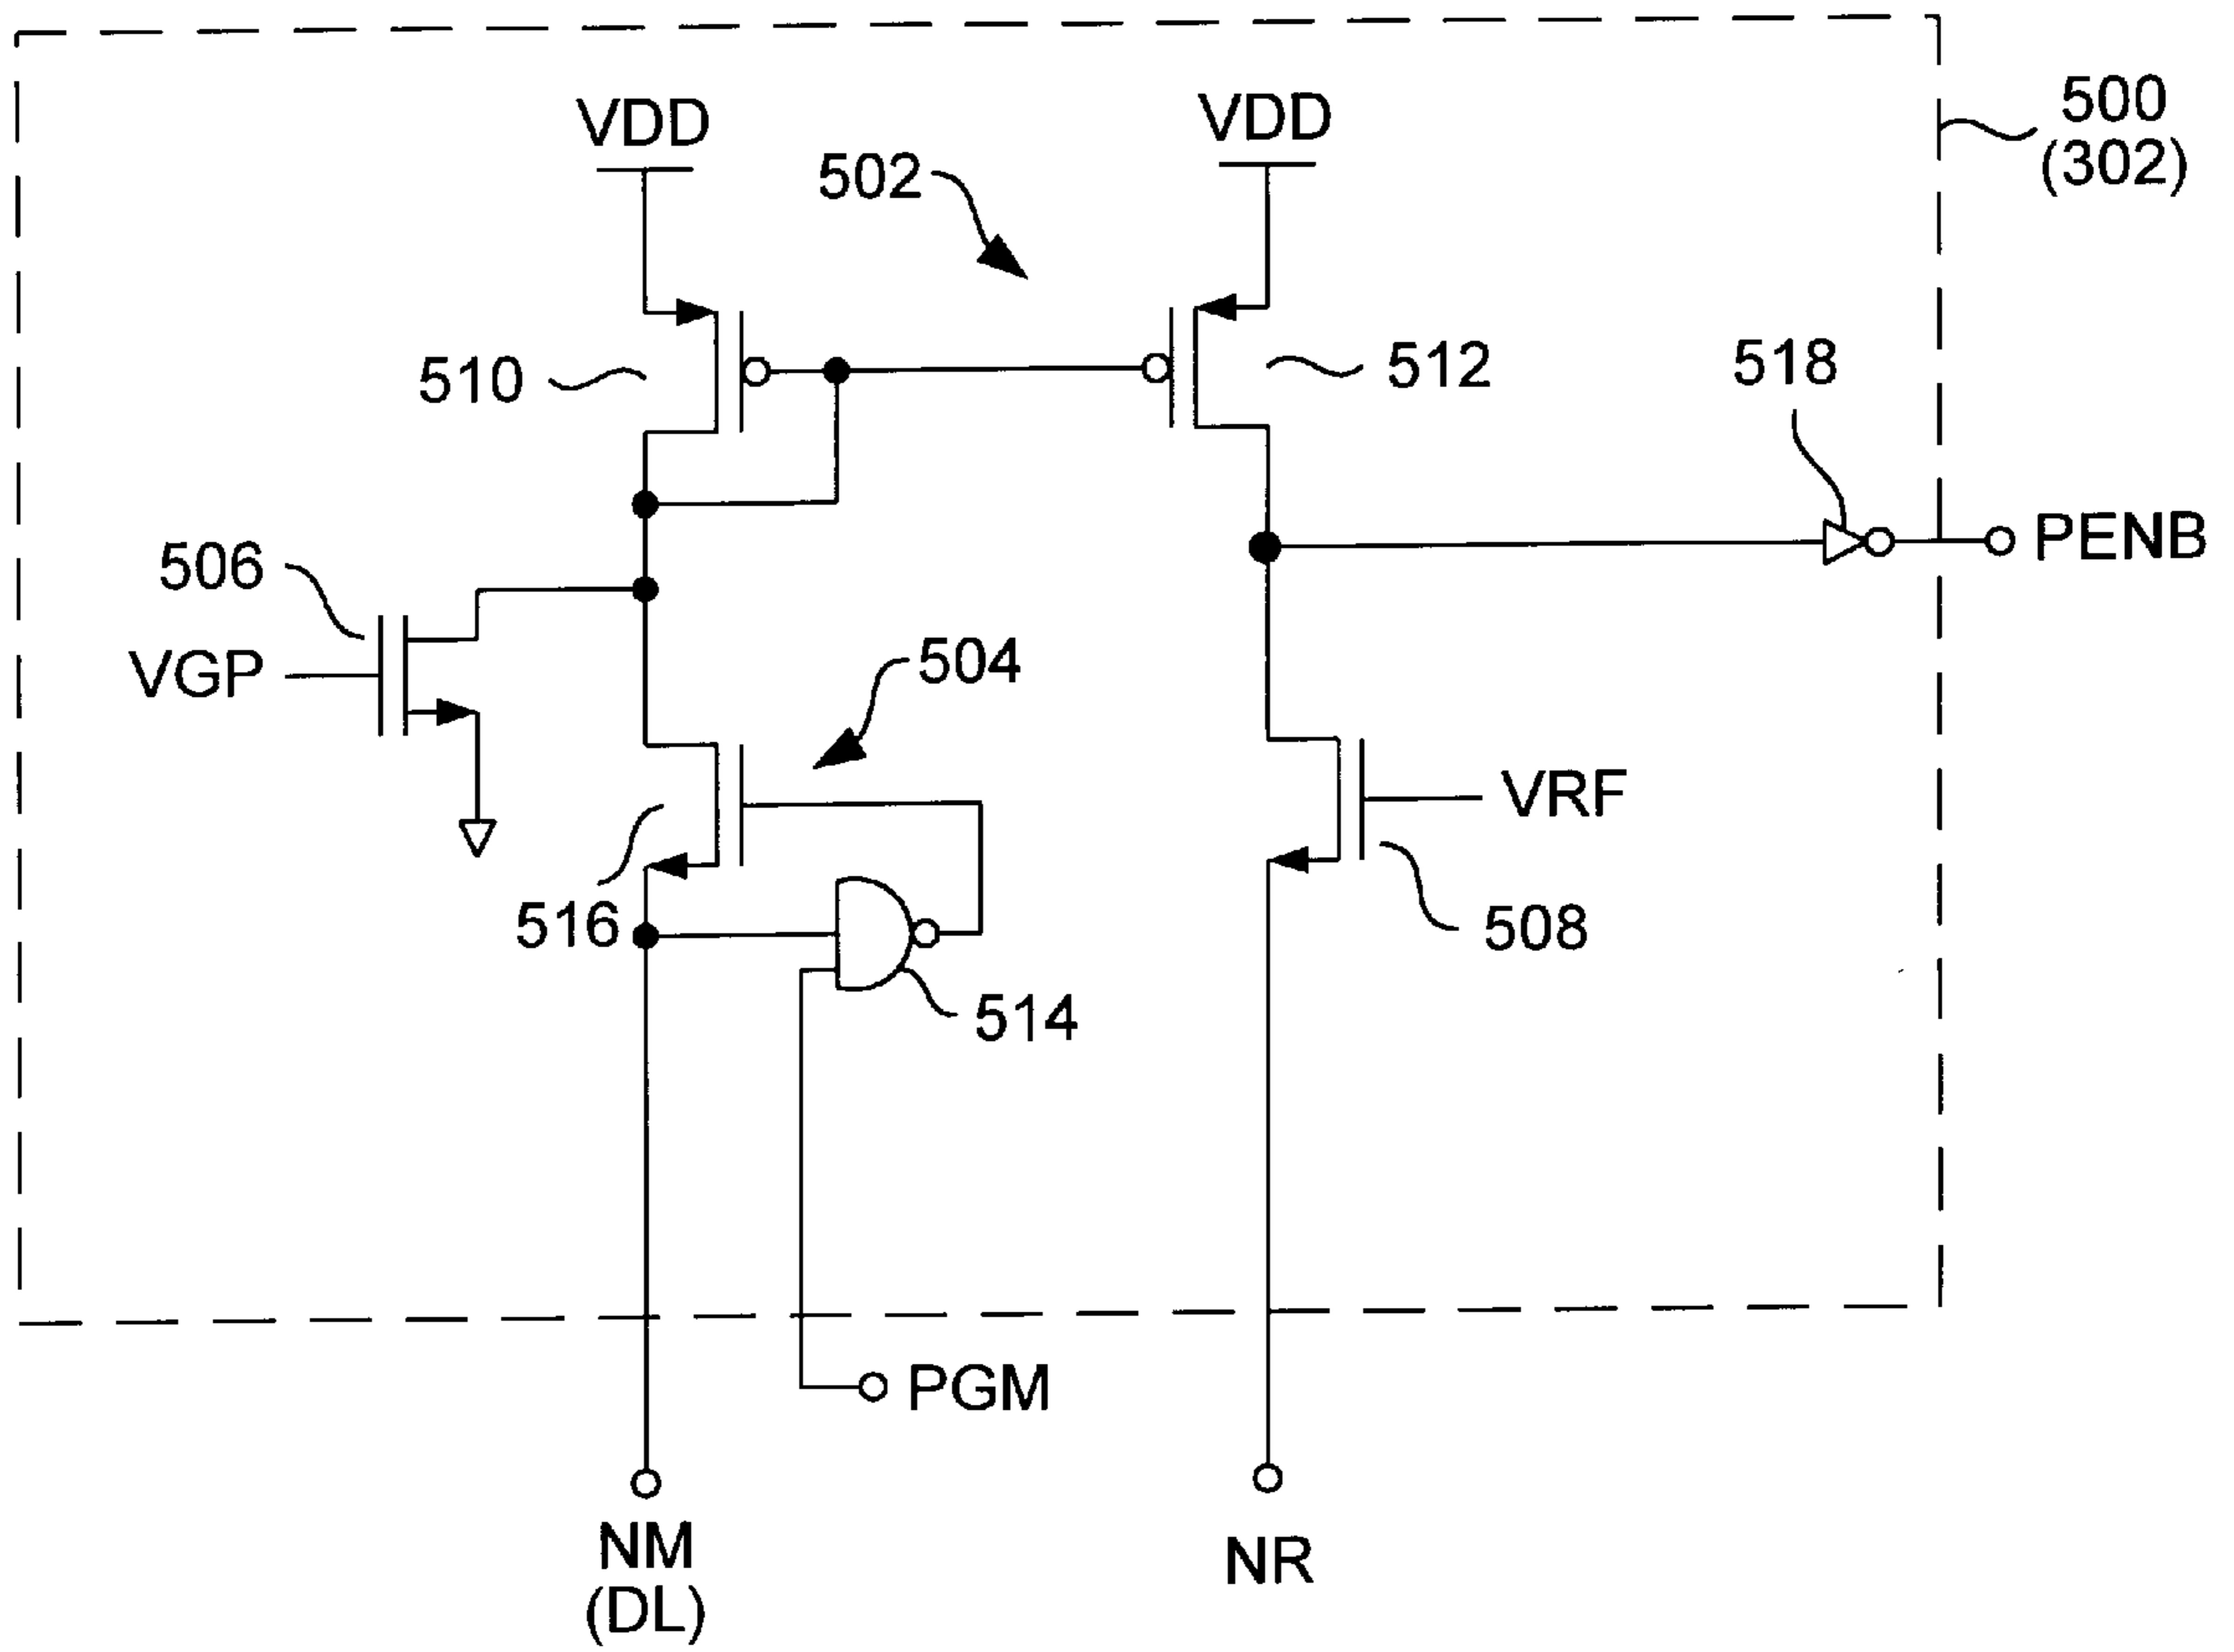 VDD
VDD
500
(302)
502
510
512
518
PENB
506
VGP
504
VRF
516
508
514
PGM
NM
(DL)
NR